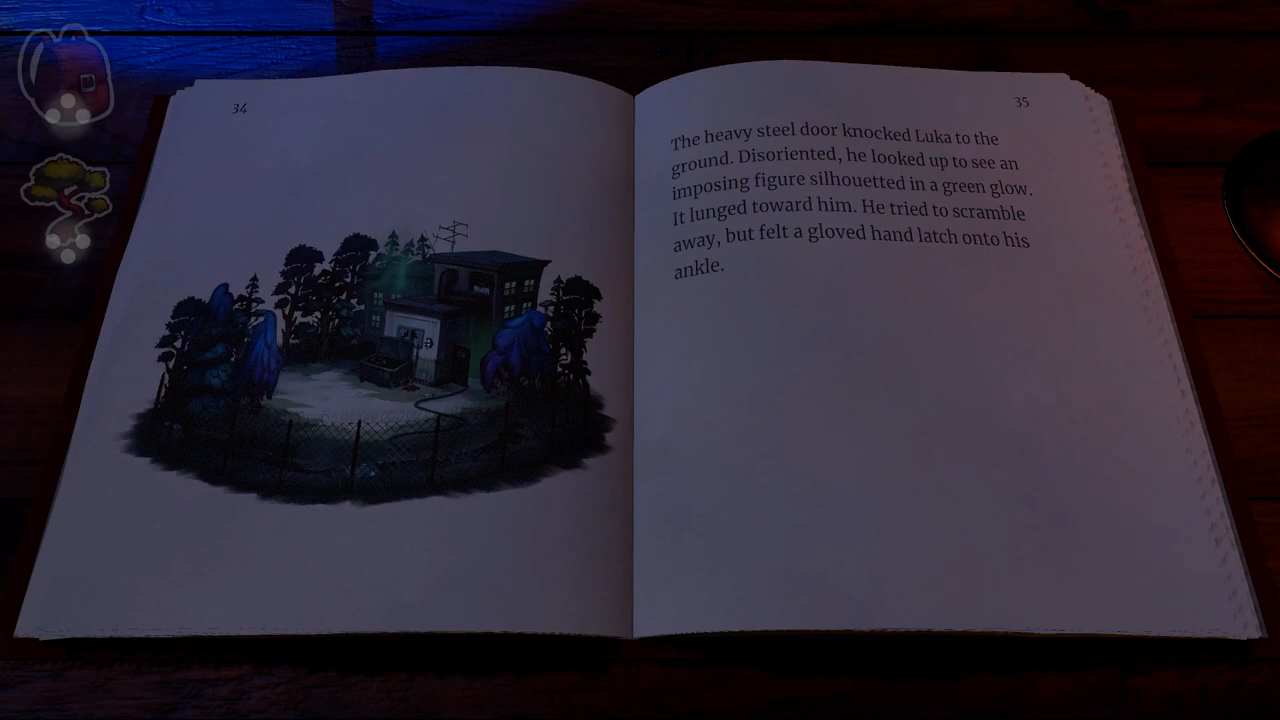 34
35
The heavy steel door knocked Luka to the
ground. Disoriented, he looked up to see an
imposing figure silhouetted in a green glow.
It lunged toward him. He tried to scramble
away, but felt a gloved hand latch onto his
ankle.